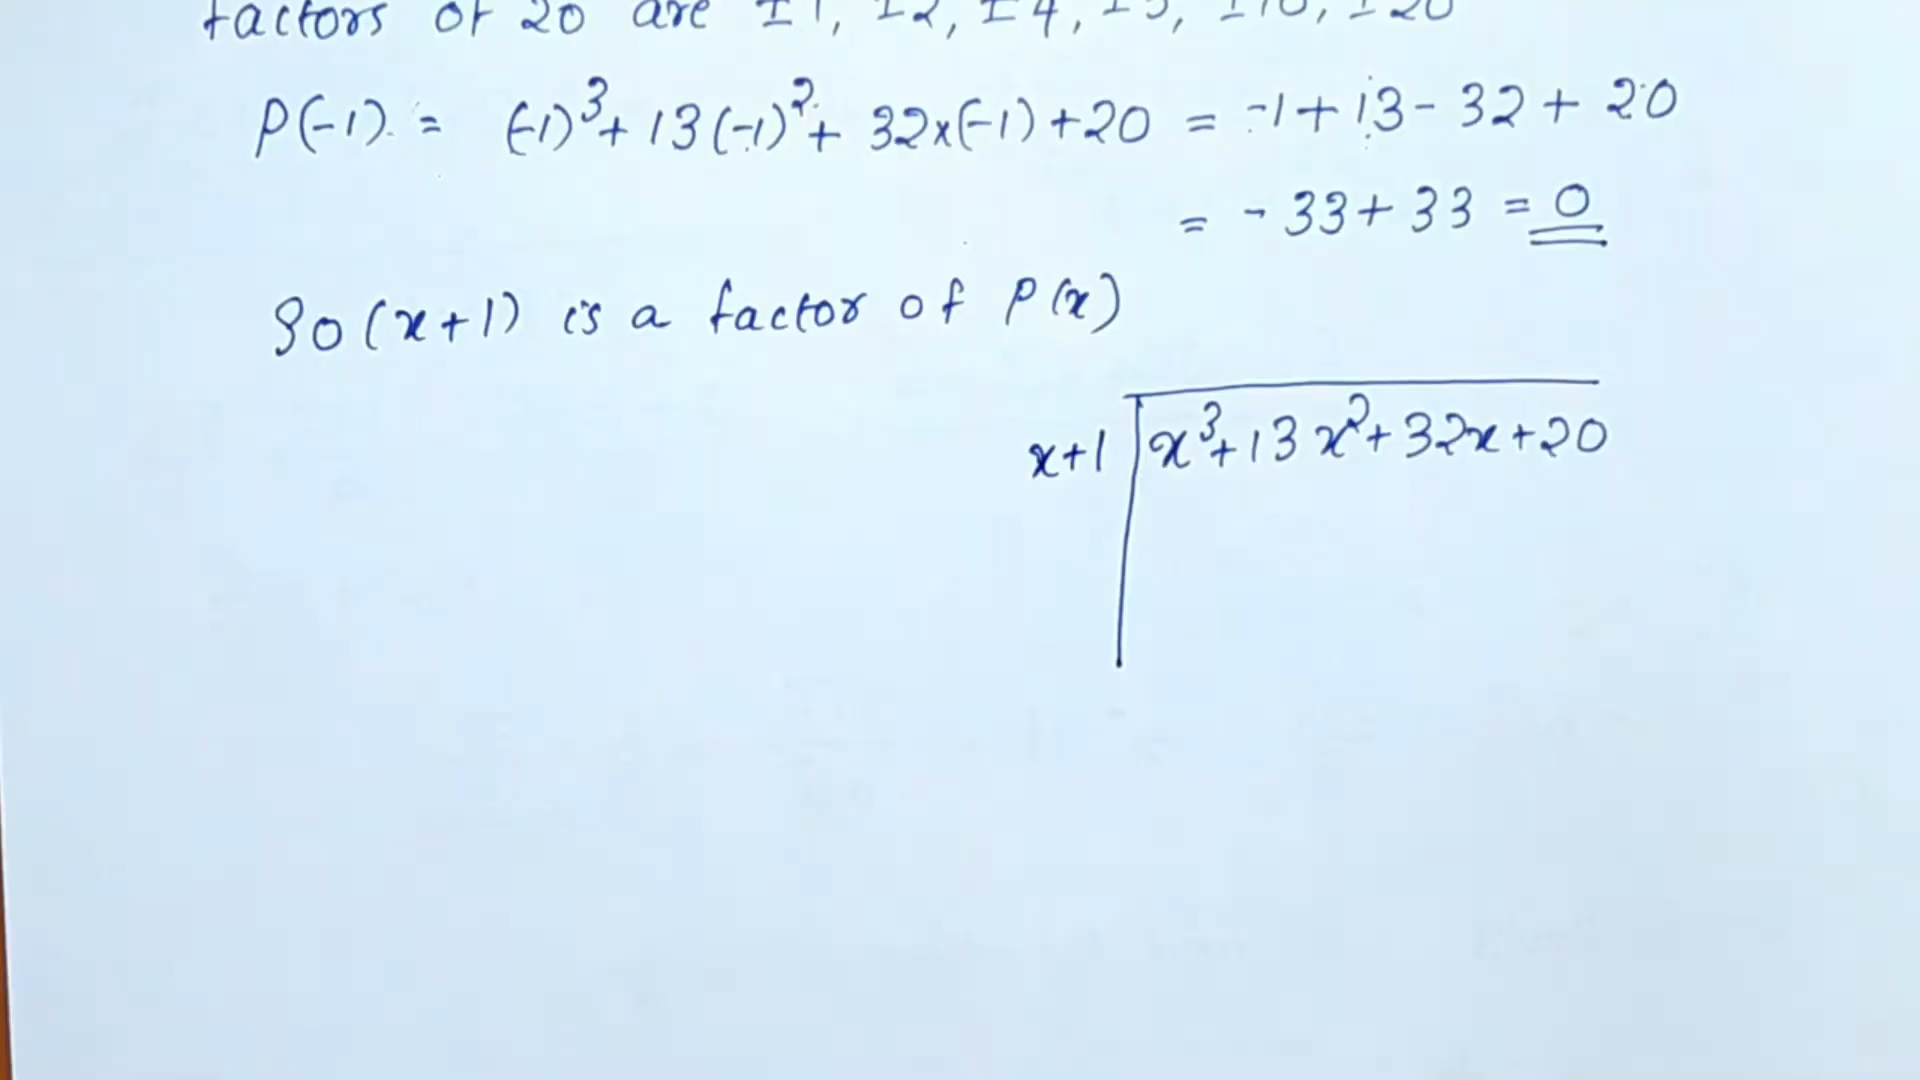 factors of 20 are ±1, ±2, ±4, ±5, ±10, ±20
P(-1) = (-1)³+ 13(-1)²+ 32x(-1)+20 = -1+13-32+20
= -33+33 = 0
So (x+1) is a factor of P(x)
x+1 x³+13x²+32x+20